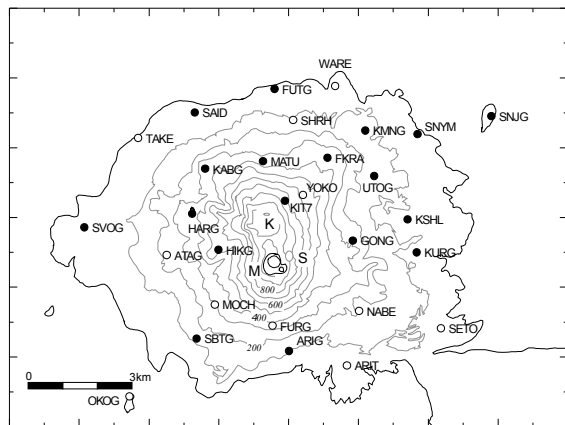 WARE
FUTG
SAID
SHRH
SNJG
KMNG
SNYM
TAKE
MATU
FKRA
KABG
UTOG
YOKO
KIT7
HARG
K
KSHL
SVOG
GONG
HIKG
KURG
ATAG
S
M
800
MOCH
600
NABE
400
FURG
SETO
SBTG
200
ARIG
ARIT
0 3km
OKOG